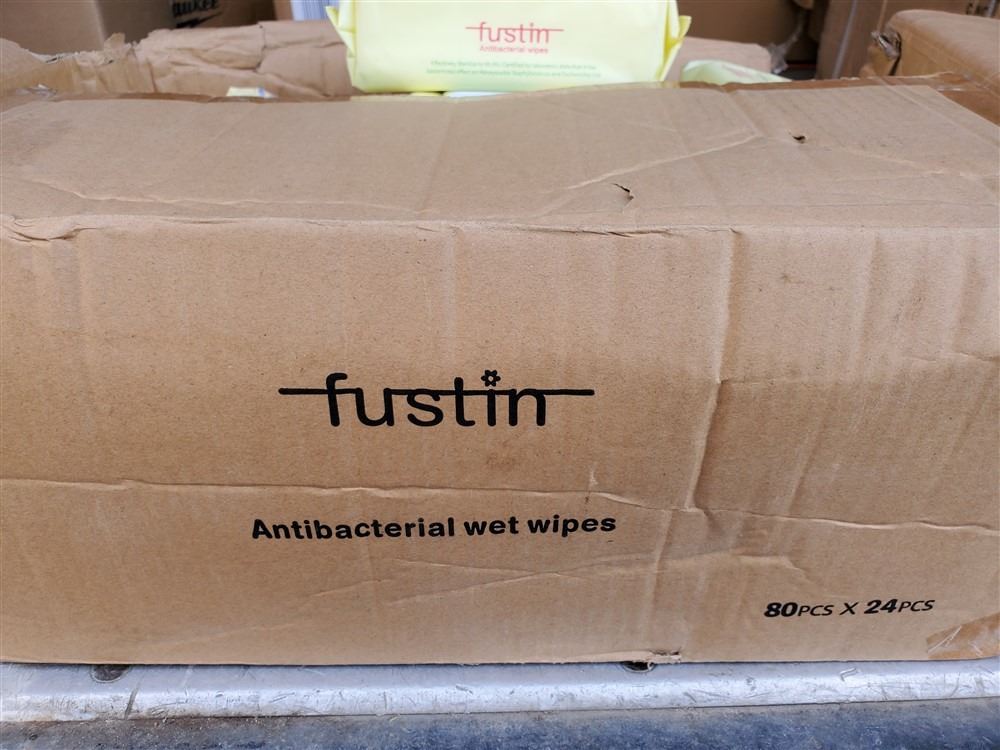 fustin
Antibacterial wipes
fustin
Antibacterial wet wipes
80PCS X 24PCS